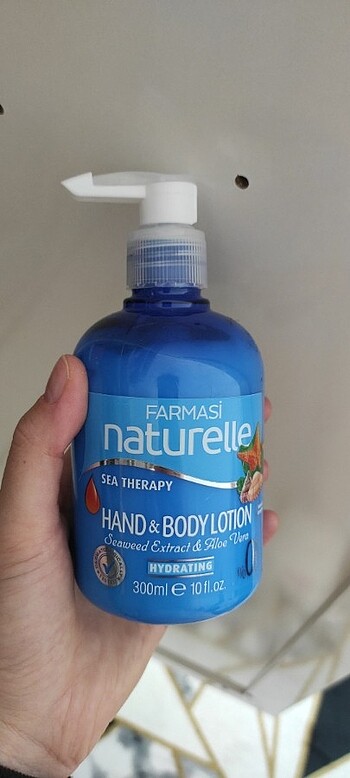 FARMASİ
naturelle
SEA THERAPY
HAND & BODY LOTION
Seaweed Extract & Aloe Vera
HYDRATING
300ml e 10 fl.oz.